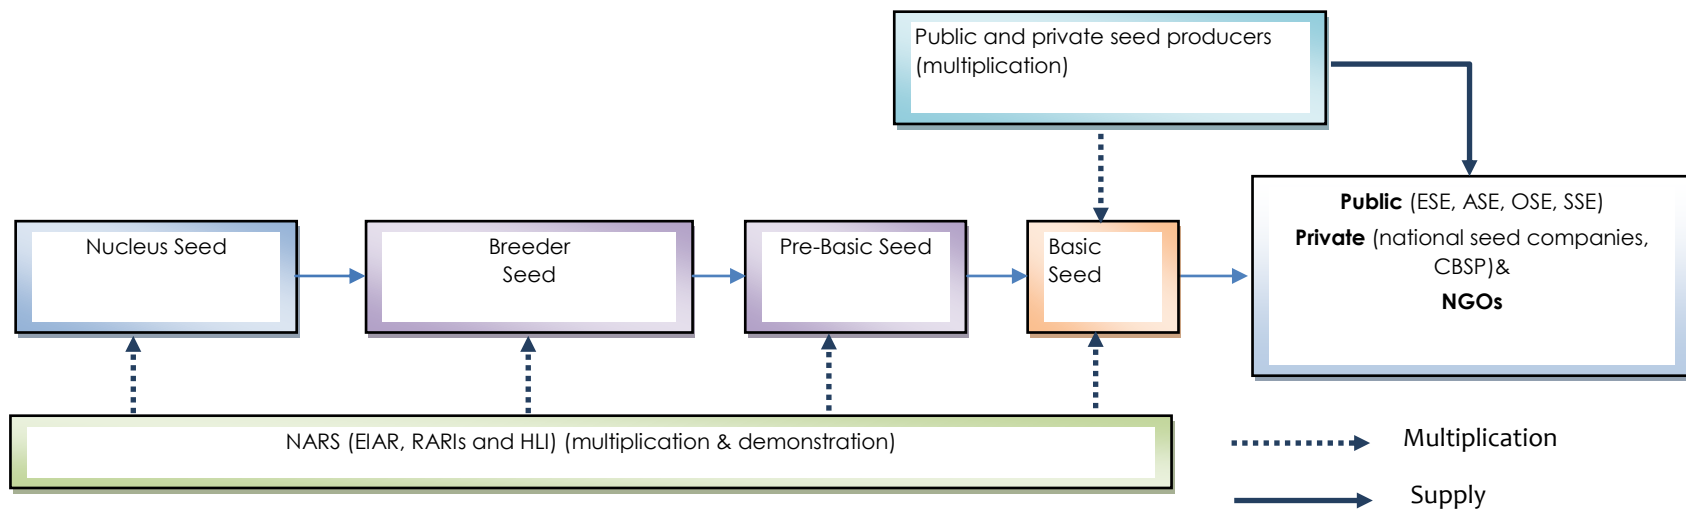 Public and private seed producers
(multiplication)
Public (ESE, ASE, OSE, SSE)
Private (national seed companies,
CBSP)&
NGOs
Nucleus Seed
Breeder
Seed
Pre-Basic Seed
Basic
Seed
NARS (EIAR, RARIs and HLI) (multiplication & demonstration)
Multiplication
Supply